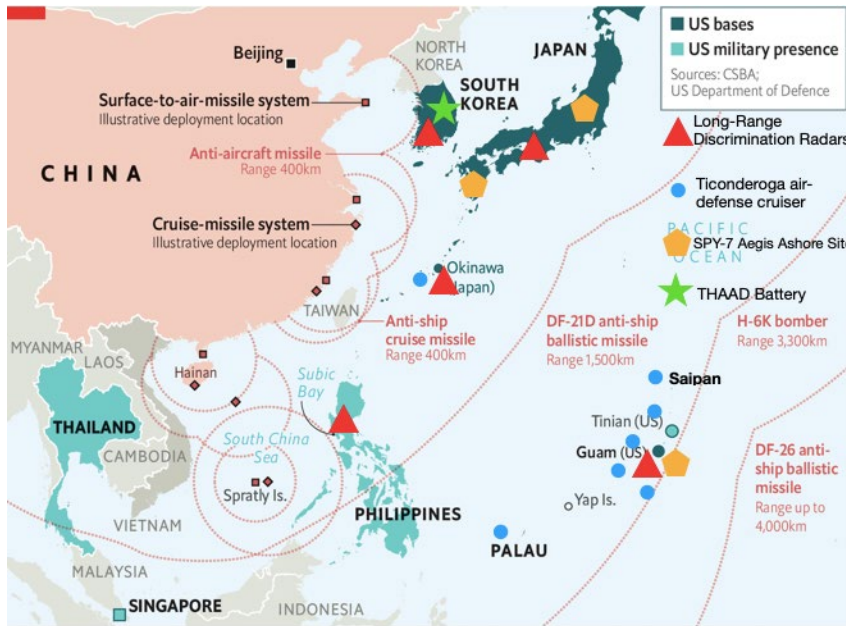 Beijing
NORTH
KOREA
JAPAN
SOUTH
KOREA
US bases
US military presence
Sources: CSBA;
US Department of Defence
Surface-to-air-missile system
Illustrative deployment location
Long-Range
Discrimination Radars
Anti-aircraft missile
Range 400km
CHINA
Ticonderoga air-
defense cruiser
Cruise-missile system
Illustrative deployment location
PACIFIC
OCEAN
SPY-7 Aegis Ashore Site
Okinawa
(Japan)
THAAD Battery
TAIWAN
Anti-ship
cruise missile
Range 400km
DF-21D anti-ship
ballistic missile
Range 1,500km
H-6K bomber
Range 3,300km
MYANMAR
LAOS
Hainan
Subic
Bay
Saipan
THAILAND
Tinian (US)
South China
Sea
Guam (US)
DF-26 anti-
ship ballistic
missile
Range up to
4,000km
CAMBODIA
Spratly Is.
Yap Is.
VIETNAM
PHILIPPINES
PALAU
MALAYSIA
SINGAPORE
INDONESIA